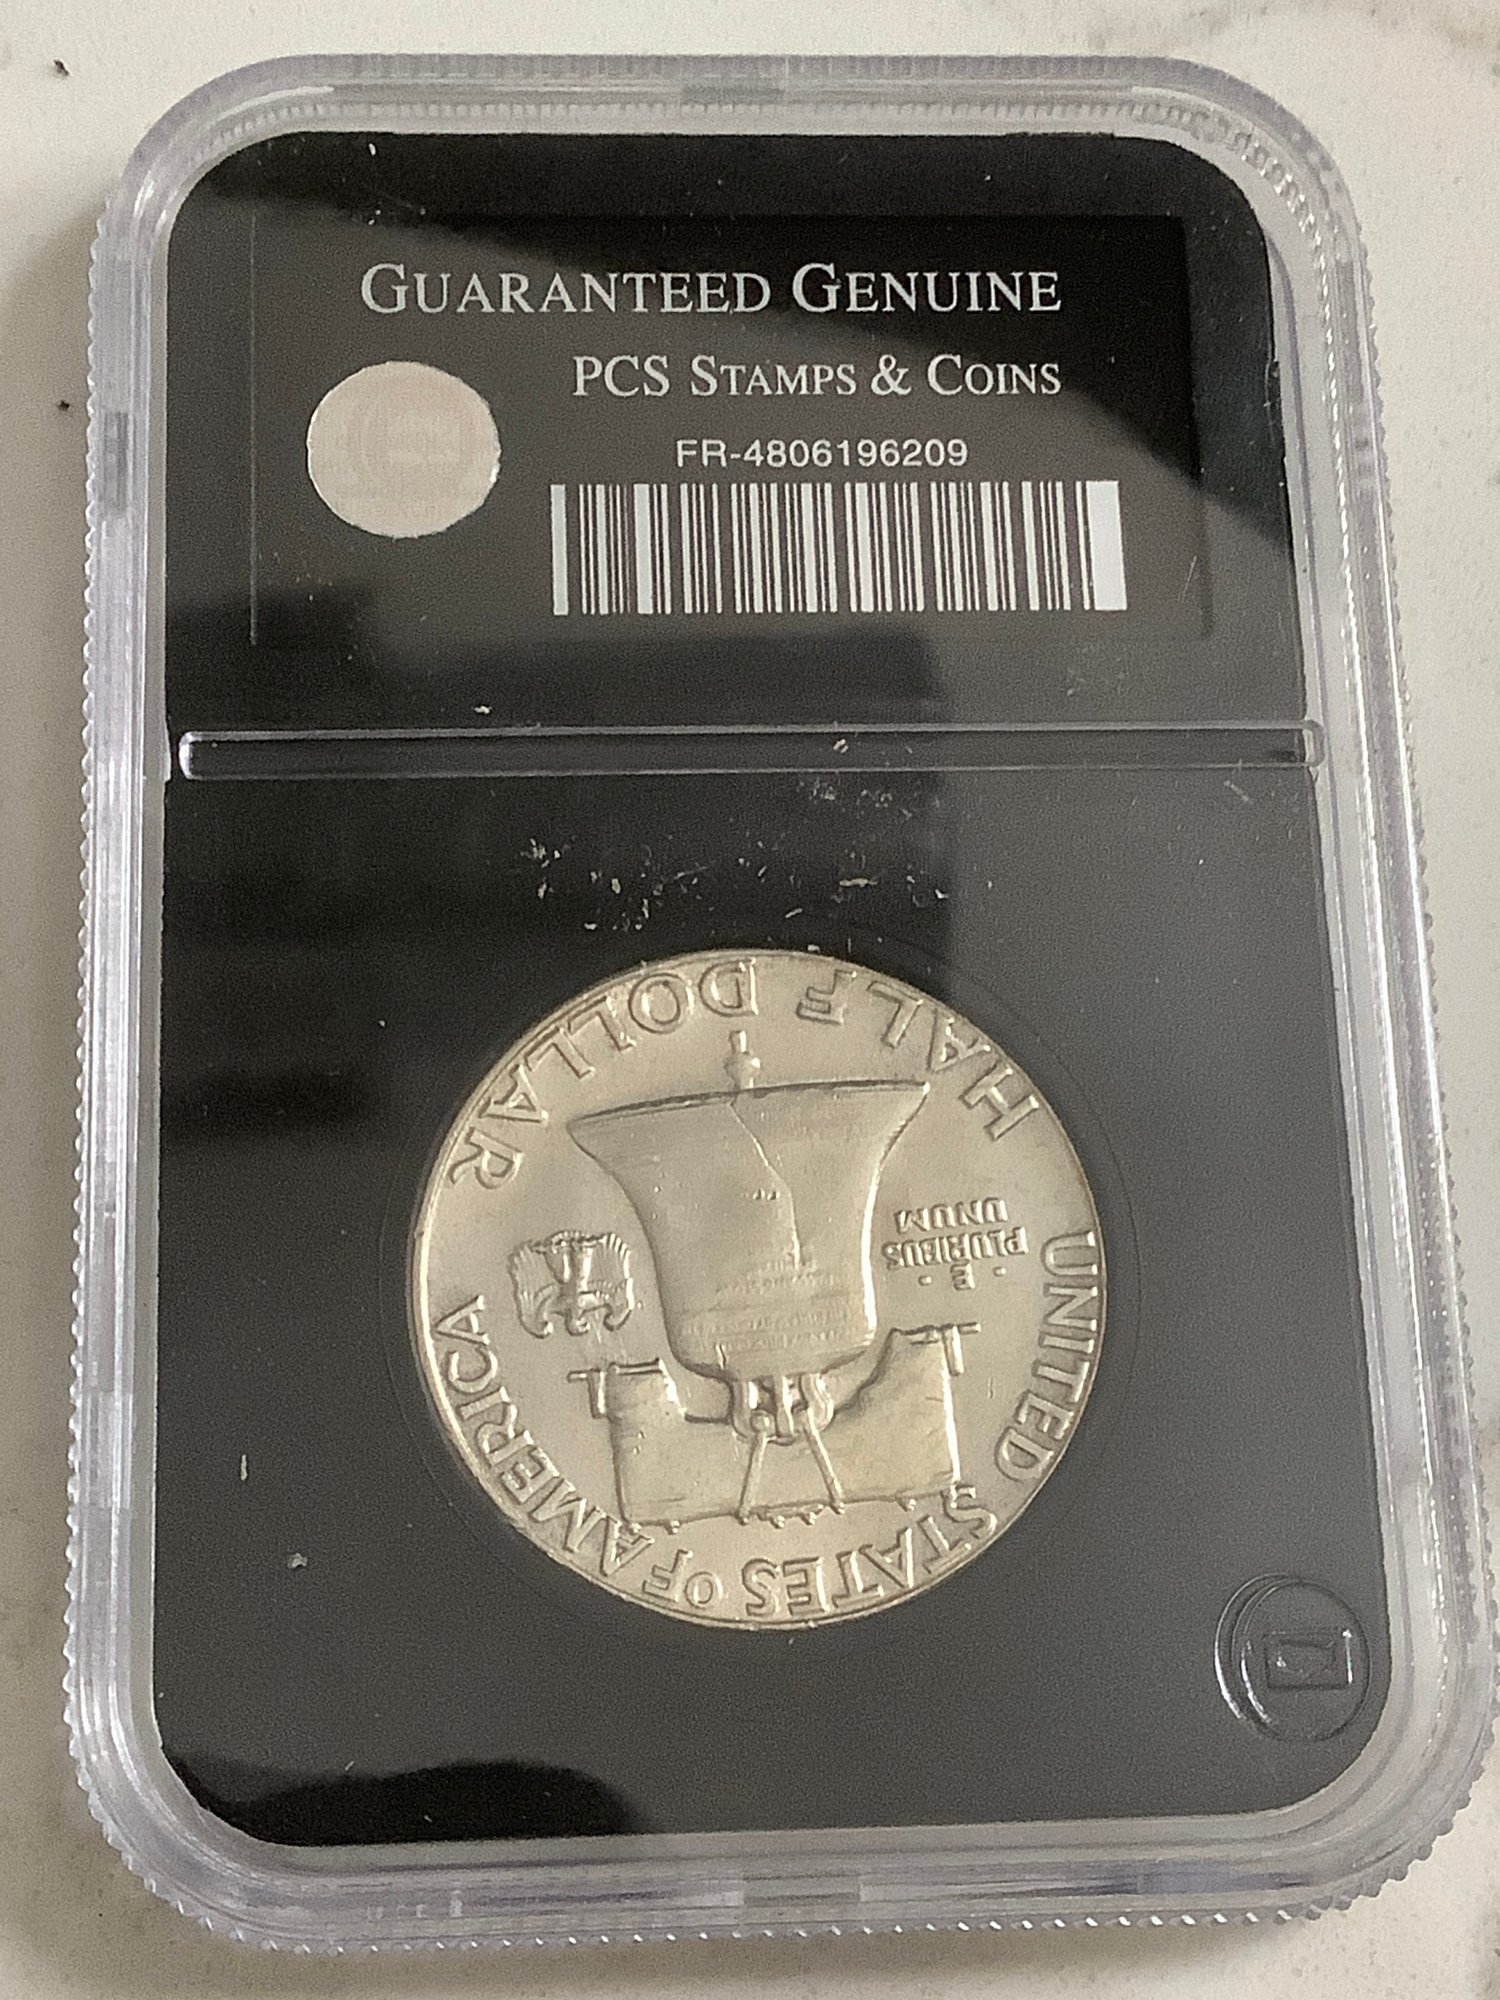 GUARANTEED GENUINE
PCS STAMPS & COINS
FR-4806196209
UNITED STATES OF AMERICA
E
PLURIBUS
UNUM
HALF DOLLAR